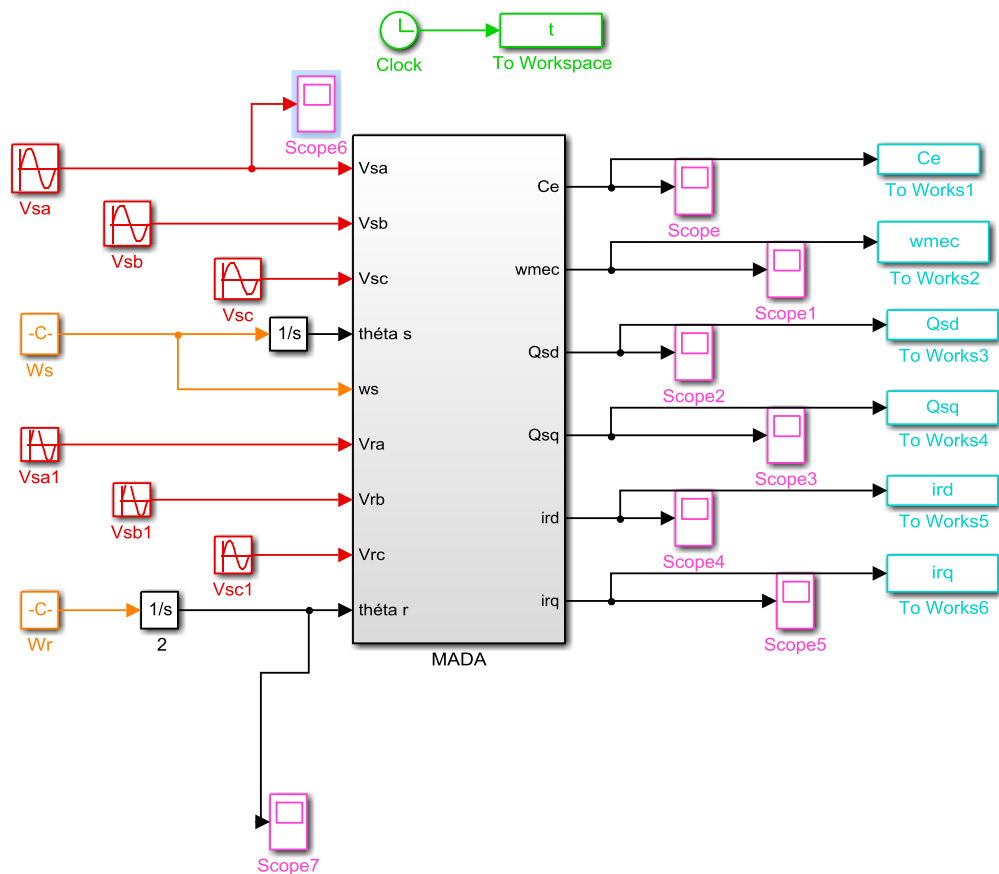 t
Clock
To Workspace
Scope6
Vsa
Vsa
Ce
Ce
To Works1
Scope
Vsb
Vsb
wmec
wmec
To Works2
Scope1
Vsc
Vsc
-C-
Ws
1/s
théta s
Qsd
Qsd
To Works3
Scope2
ws
Vsa1
Vra
Qsq
Qsq
To Works4
Scope3
Vsb1
Vrb
ird
ird
To Works5
Scope4
Vsc1
Vrc
-C-
Wr
1/s
2
théta r
irq
irq
To Works6
Scope5
MADA
Scope7